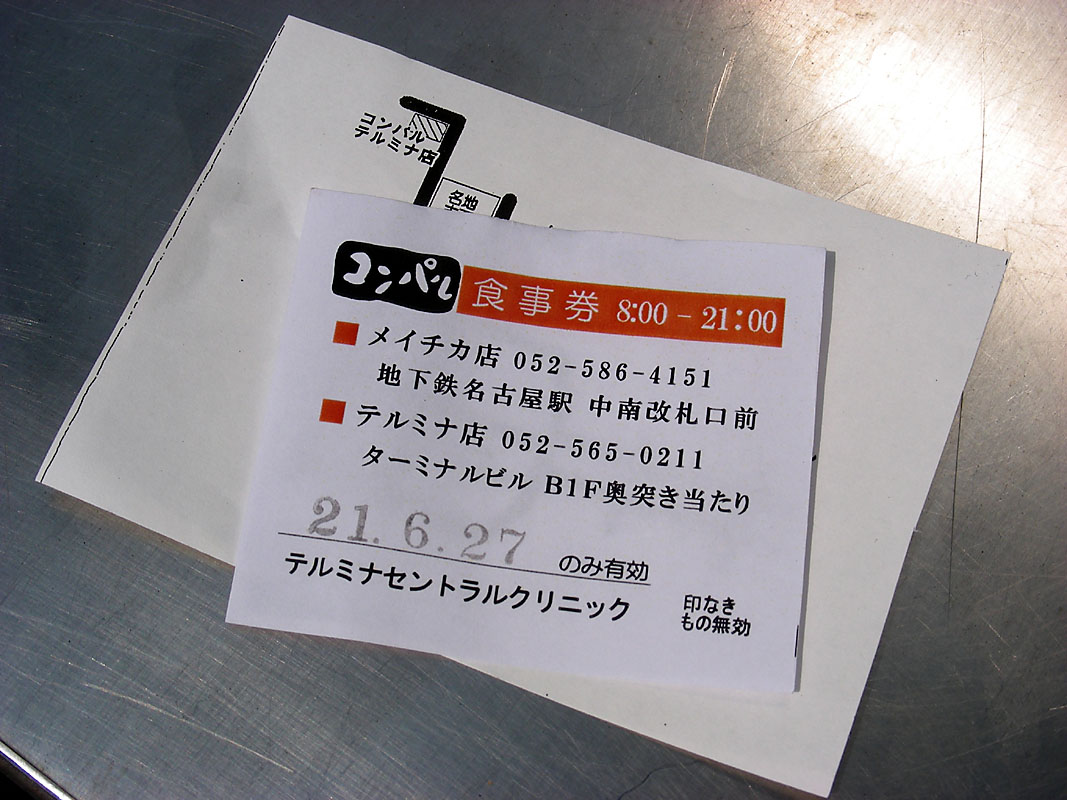 コンパル
テルミナ店
名地
コンパル 食事券 8:00 - 21:00
■ メイチカ店 052-586-4151
地下鉄名古屋駅 中南改札口前
■ テルミナ店 052-565-0211
ターミナルビル B1F奥突き当たり
21.6.27 のみ有効
テルミナセントラルクリニック
印なき
もの無効